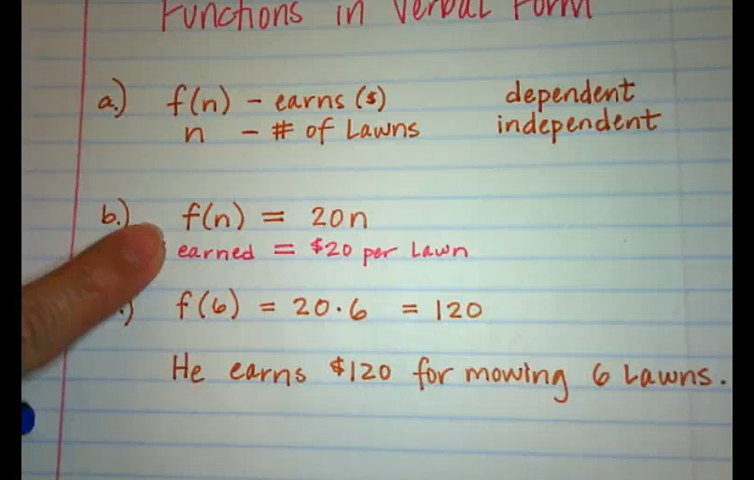 Functions in Verbal Form
a.) f(n) - earns ($) dependent
n - # of Lawns independent
b.) f(n) = 20n
earned = $20 per Lawn
) f(6) = 20·6 = 120
He earns $120 for mowing 6 Lawns.